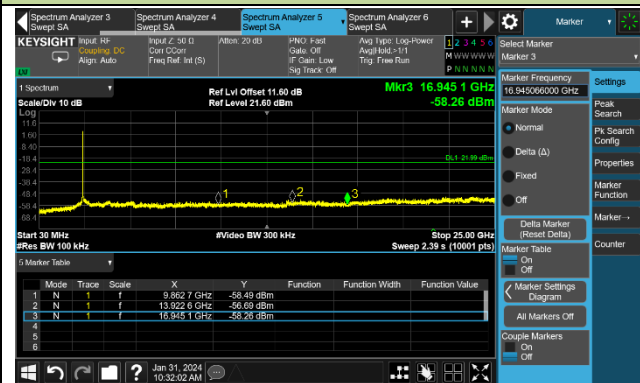 Spectrum Analyzer 3
Swept SA
Spectrum Analyzer 4
Swept SA
Spectrum Analyzer 5
Swept SA
Spectrum Analyzer 6
Swept SA
+
Marker
KEYSIGHT
Input: RF
Coupling: DC
Align: Auto
Input Z: 50 Ω
Corr CCorr
Freq Ref: Int (S)
Atten: 20 dB
PNO: Fast
Gate: Off
IF Gain: Low
Sig Track: Off
Avg Type: Log-Power
Avg|Hold:>1/1
Trig: Free Run
1 2 3 4 5 6
M W W W W W
P N N N N N
LV
Select Marker
Marker 3
1 Spectrum
Scale/Div 10 dB
Ref Lvl Offset 11.60 dB
Ref Level 21.60 dBm
Mkr3 16.945 1 GHz
-58.26 dBm
Log
11.6
1.60
-8.40
-18.4
-28.4
-38.4
-48.4
-58.4
-68.4
DL1 -21.99 dBm
1
2
3
Start 30 MHz
#Res BW 100 kHz
#Video BW 300 kHz
Stop 25.00 GHz
Sweep 2.39 s (10001 pts)
5 Marker Table
Mode Trace Scale X Y Function Function Width Function Value
1 N 1 f 9.862 7 GHz -58.49 dBm
2 N 1 f 13.922 6 GHz -56.69 dBm
3 N 1 f 16.945 1 GHz -58.26 dBm
4
5
6
Marker Frequency
16.945066000 GHz
Marker Mode
Normal
Delta (Δ)
Fixed
Off
Delta Marker
(Reset Delta)
Marker Table
On
Off
Marker Settings
Diagram
All Markers Off
Couple Markers
On
Off
Settings
Peak
Search
Pk Search
Config
Properties
Marker
Function
Marker→
Counter
?
Jan 31, 2024
10:32:02 AM